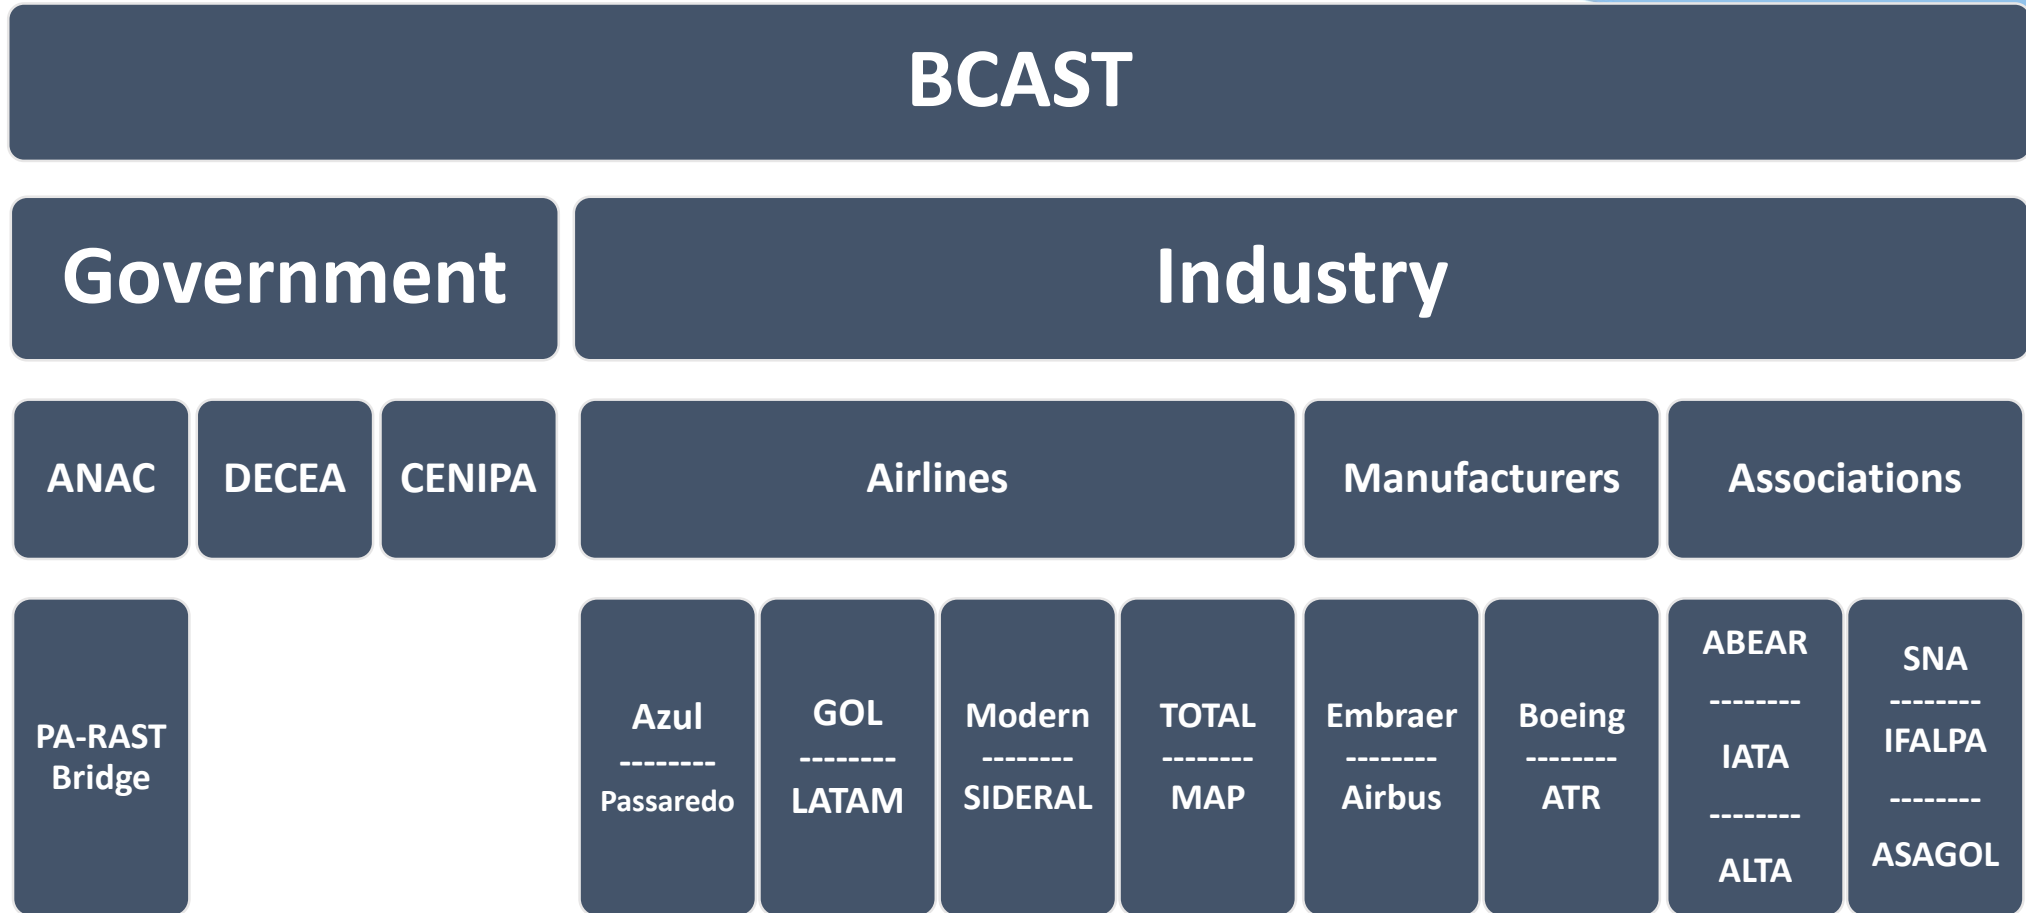 BCAST
Government
Industry
ANAC
DECEA
CENIPA
Airlines
Manufacturers
Associations
PA-RAST
Bridge
Azul
--------
Passaredo
GOL
--------
LATAM
Modern
--------
SIDERAL
TOTAL
--------
MAP
Embraer
--------
Airbus
Boeing
--------
ATR
ABEAR
--------
IATA
--------
ALTA
SNA
--------
IFALPA
--------
ASAGOL